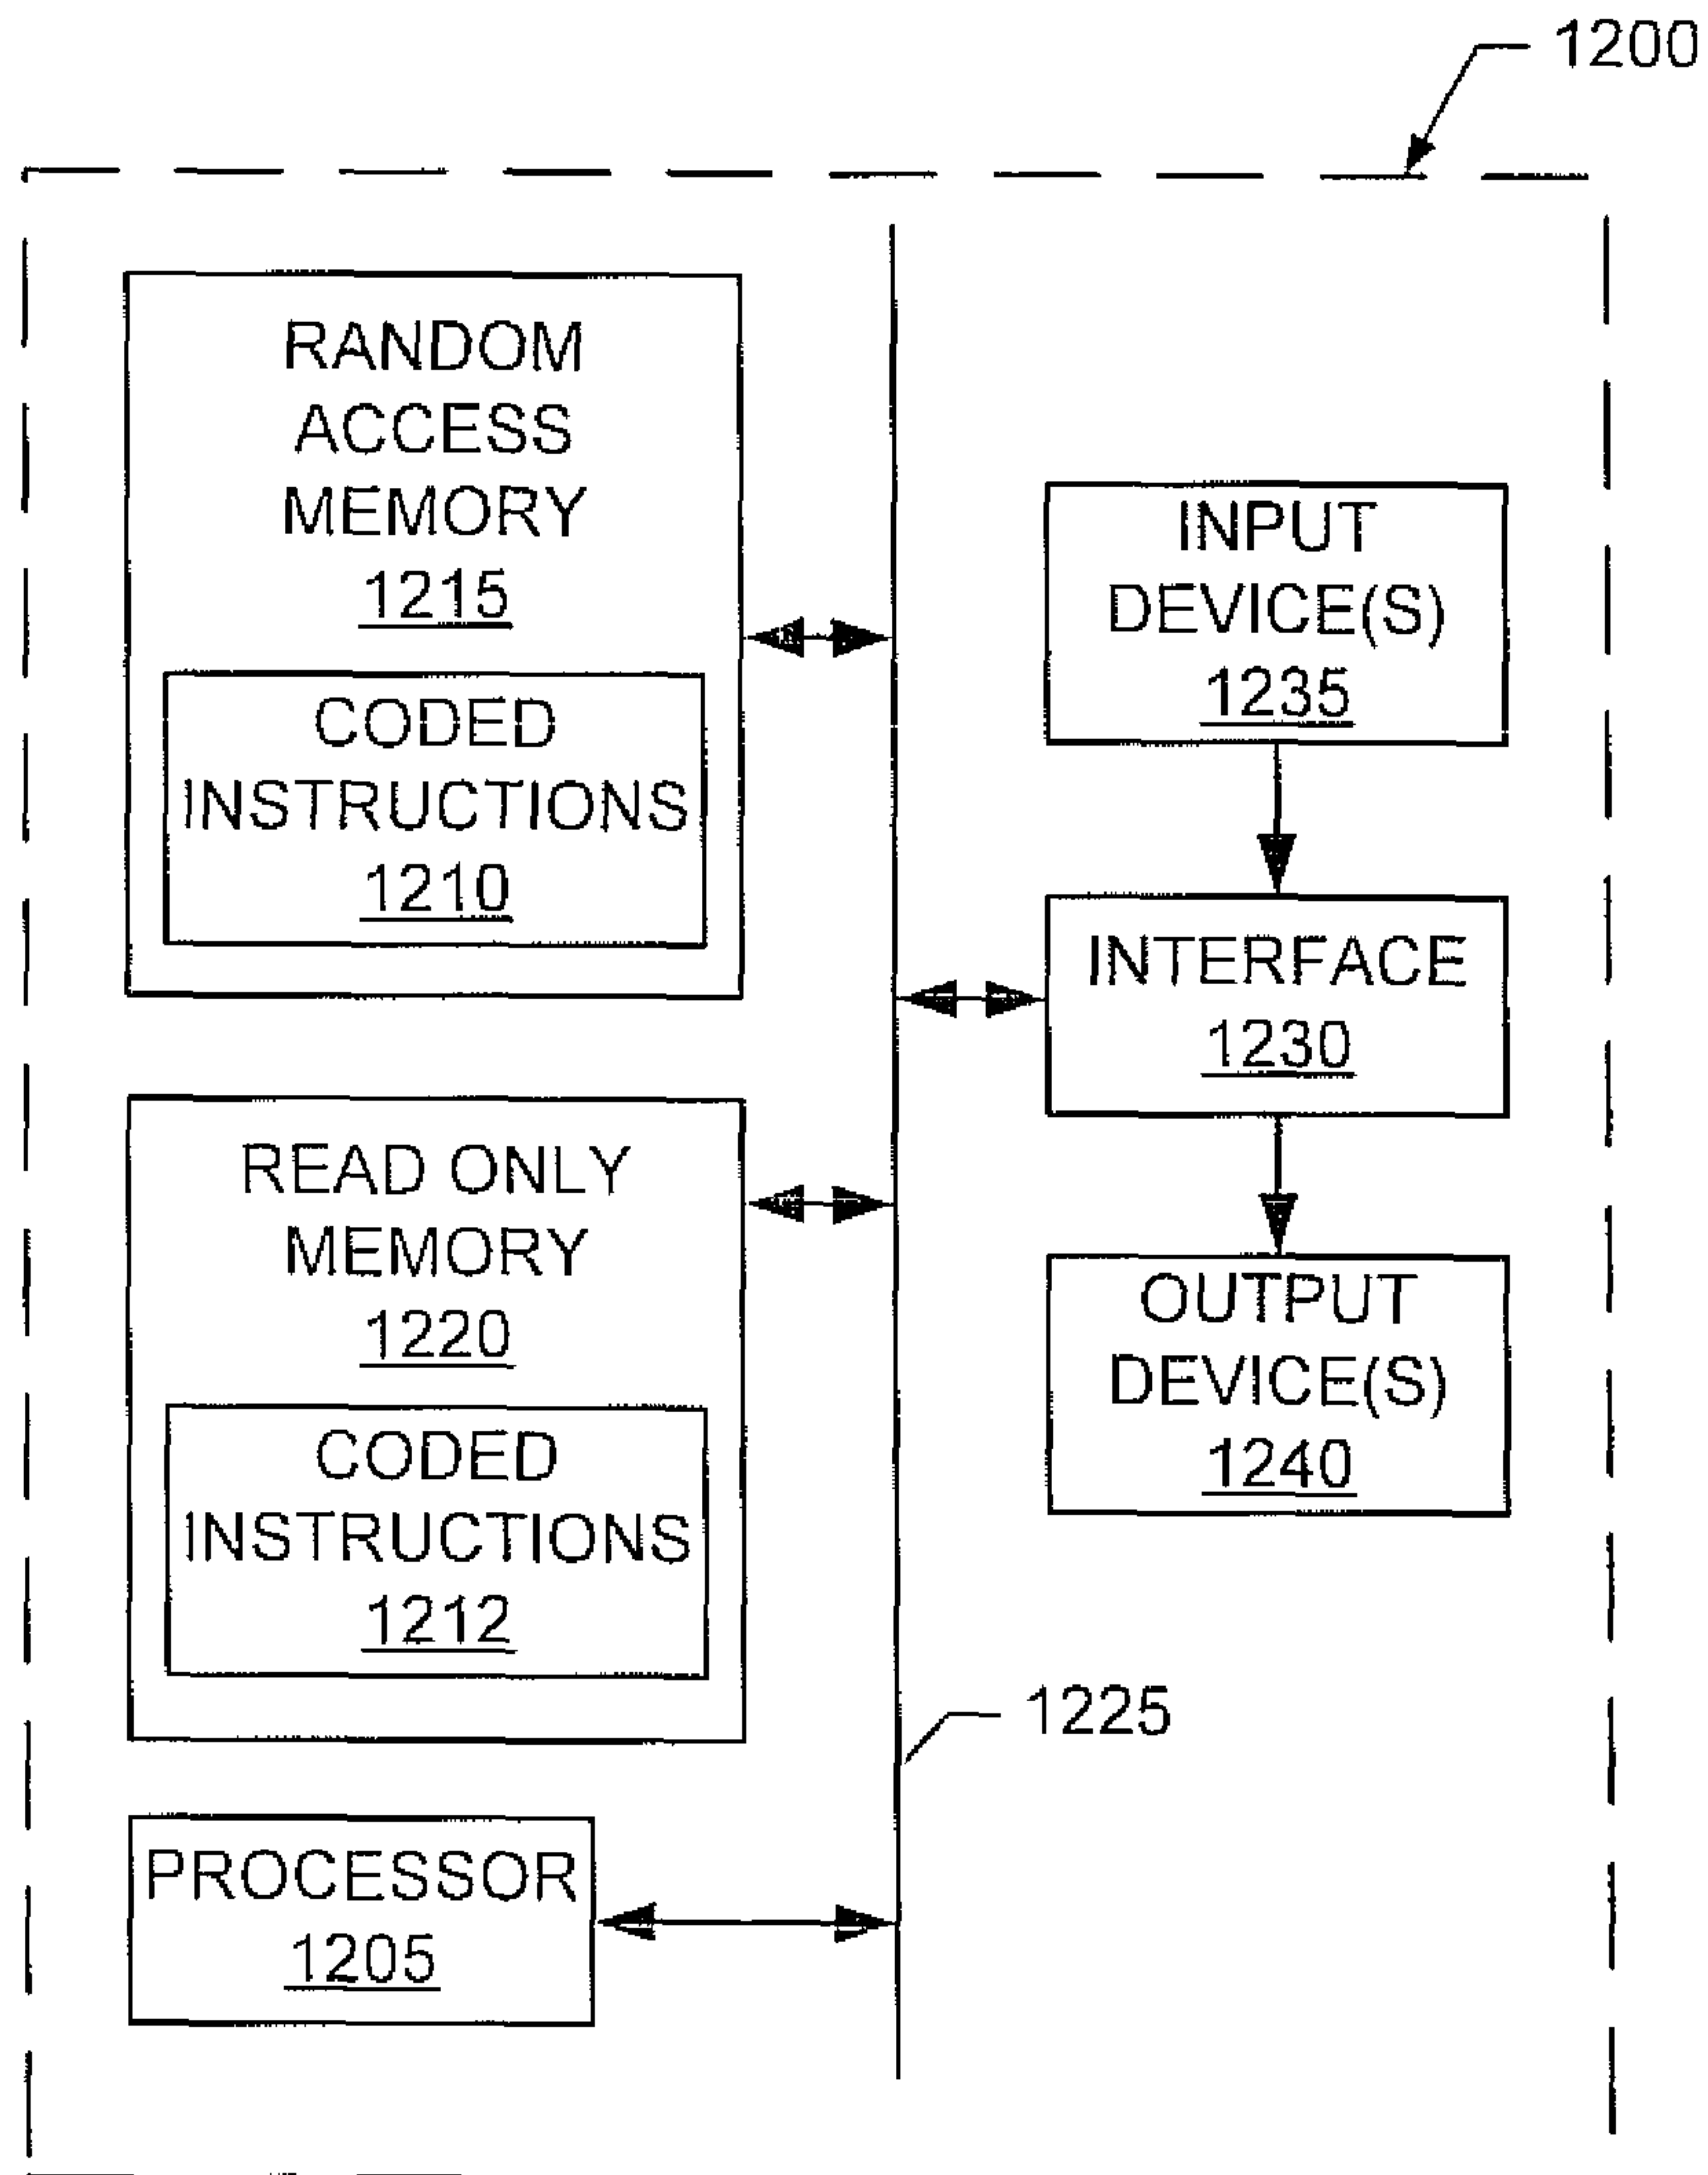 1200
RANDOM
ACCESS
MEMORY
1215
CODED
INSTRUCTIONS
1210
READ ONLY
MEMORY
1220
CODED
INSTRUCTIONS
1212
PROCESSOR
1205
INPUT
DEVICE(S)
1235
INTERFACE
1230
OUTPUT
DEVICE(S)
1240
1225